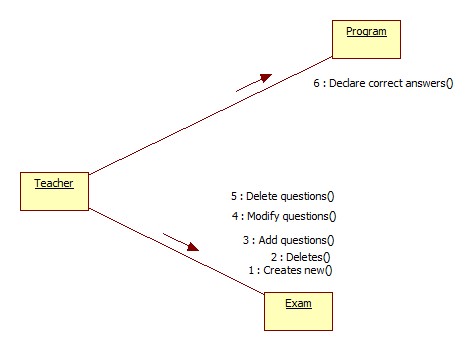 Program
6 : Declare correct answers()
Teacher
5 : Delete questions()
4 : Modify questions()
3 : Add questions()
2 : Deletes()
1 : Creates new()
Exam